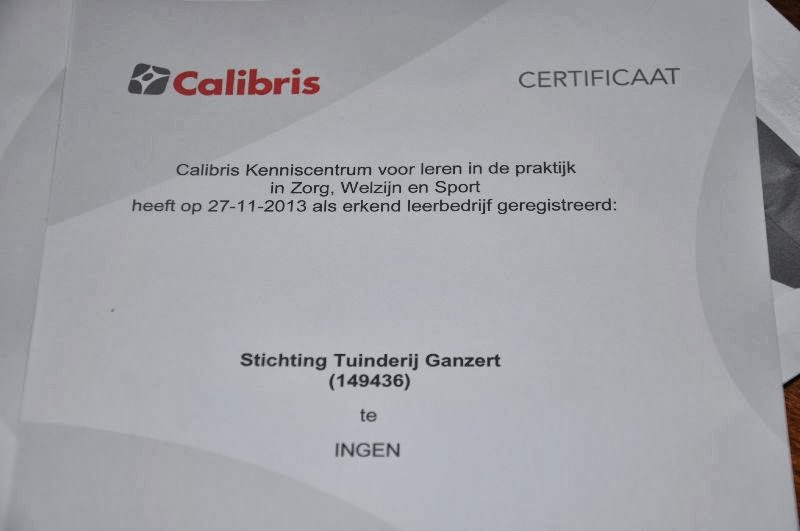 Calibris
CERTIFICAAT
Calibris Kenniscentrum voor leren in de praktijk
in Zorg, Welzijn en Sport
heeft op 27-11-2013 als erkend leerbedrijf geregistreerd:
Stichting Tuinderij Ganzert
(149436)
te
INGEN